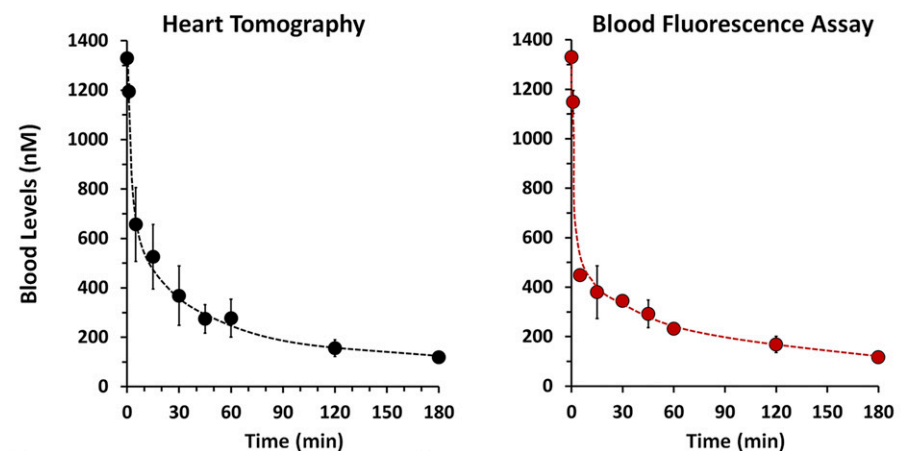 Heart Tomography
Blood Levels (nM)
1400
1200
1000
800
600
400
200
0
0 30 60 90 120 150 180
Time (min)
Blood Fluorescence Assay
1400
1200
1000
800
600
400
200
0
0 30 60 90 120 150 180
Time (min)